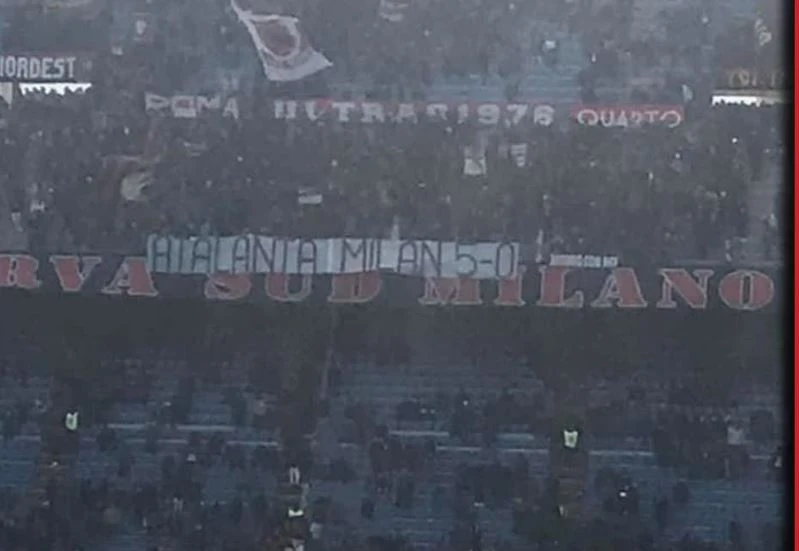 NORDEST
ROMA ULTRAS 1976 QUARTO
ATALANTA MILAN 5-0
RVA SUD MILANO